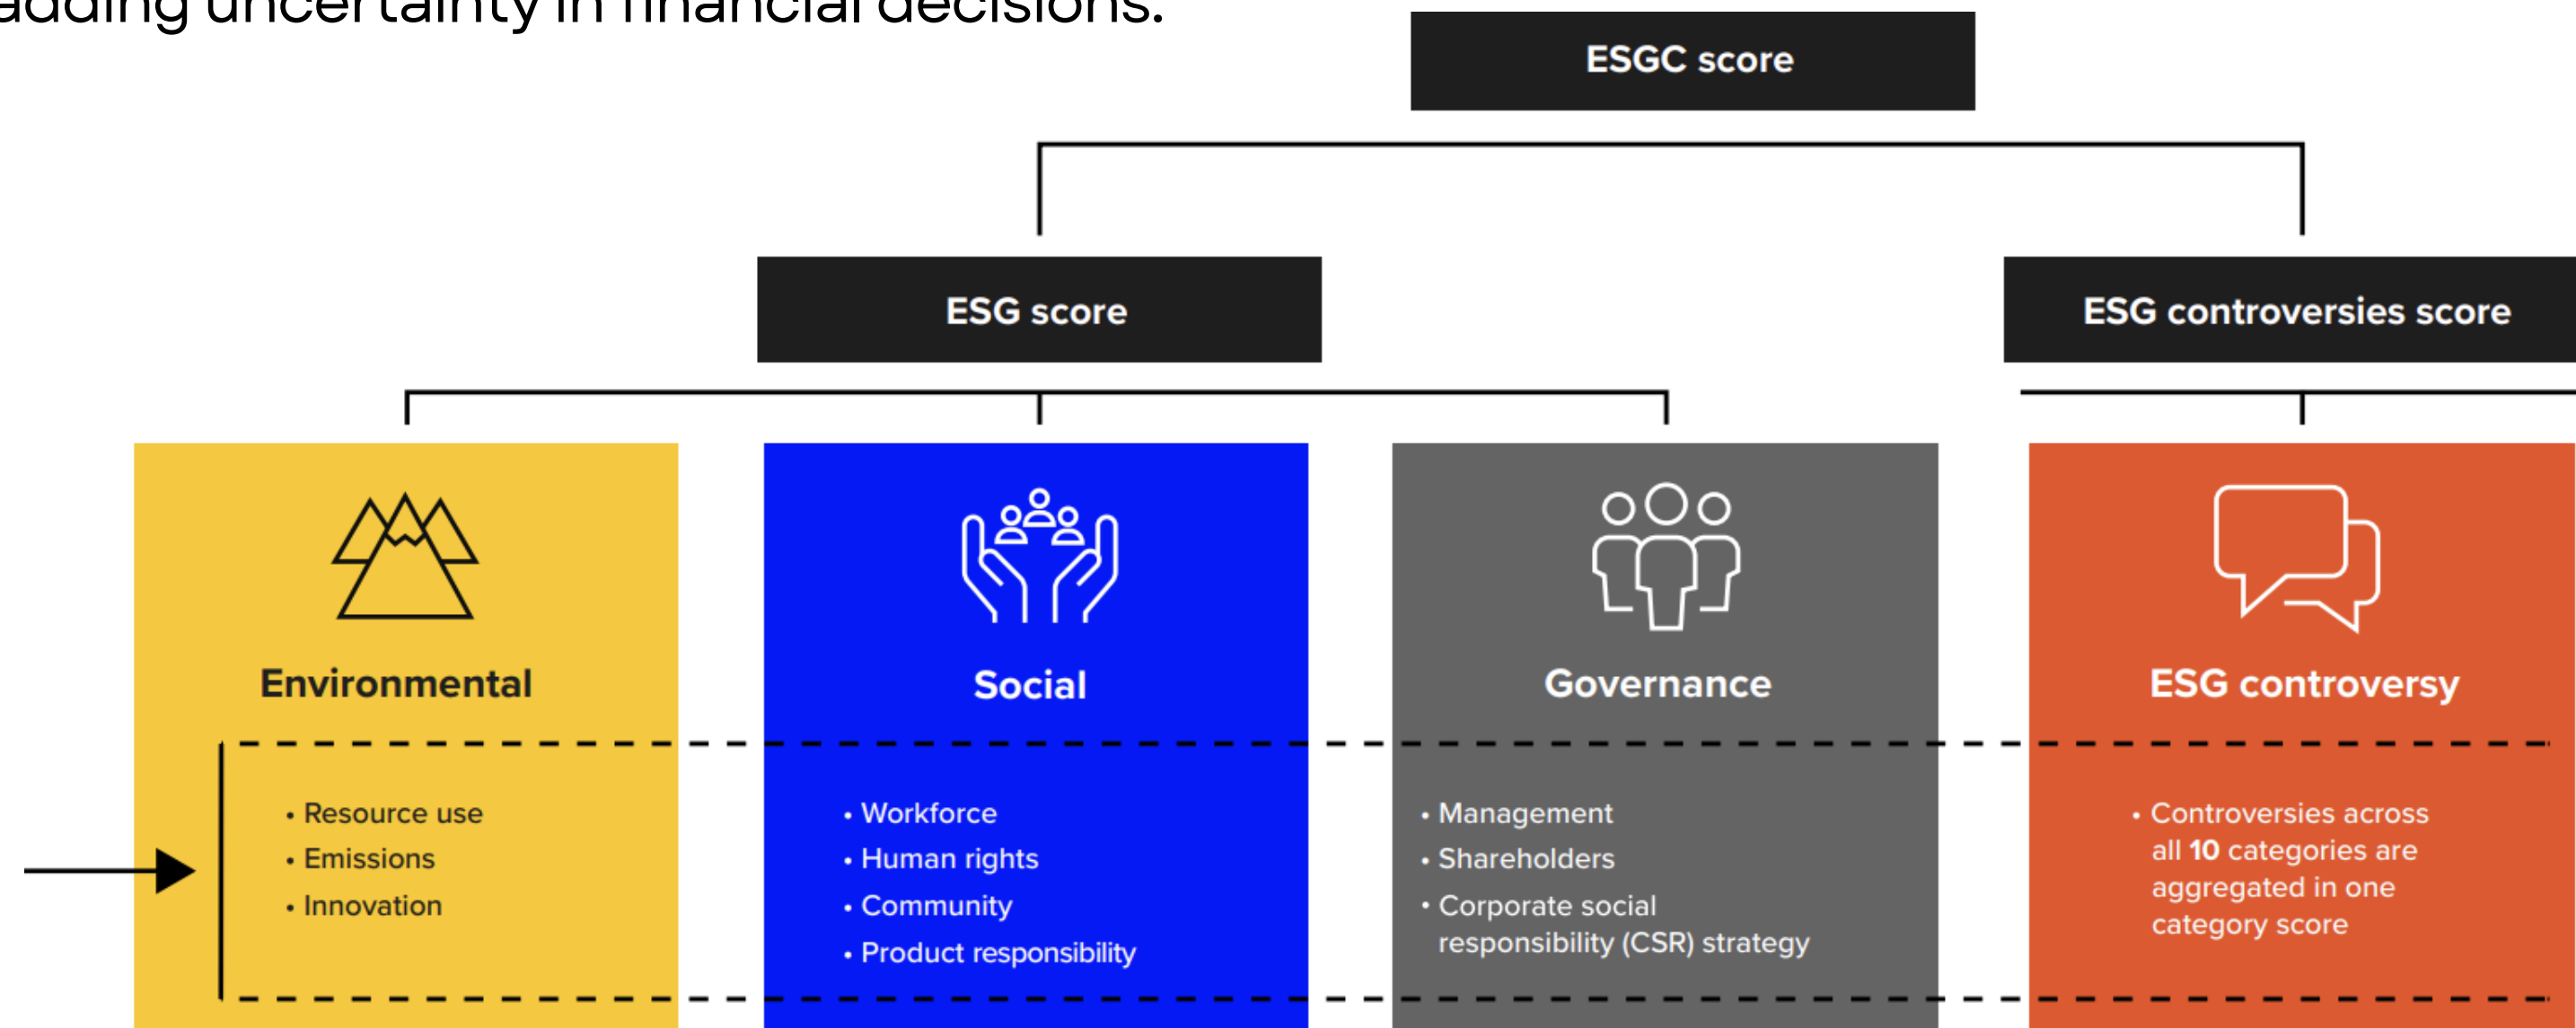 adding uncertainty in financial decisions.
ESGC score
ESG score
ESG controversies score
Environmental
• Resource use
• Emissions
• Innovation
Social
• Workforce
• Human rights
• Community
• Product responsibility
Governance
• Management
• Shareholders
• Corporate social
responsibility (CSR) strategy
ESG controversy
• Controversies across
all 10 categories are
aggregated in one
category score